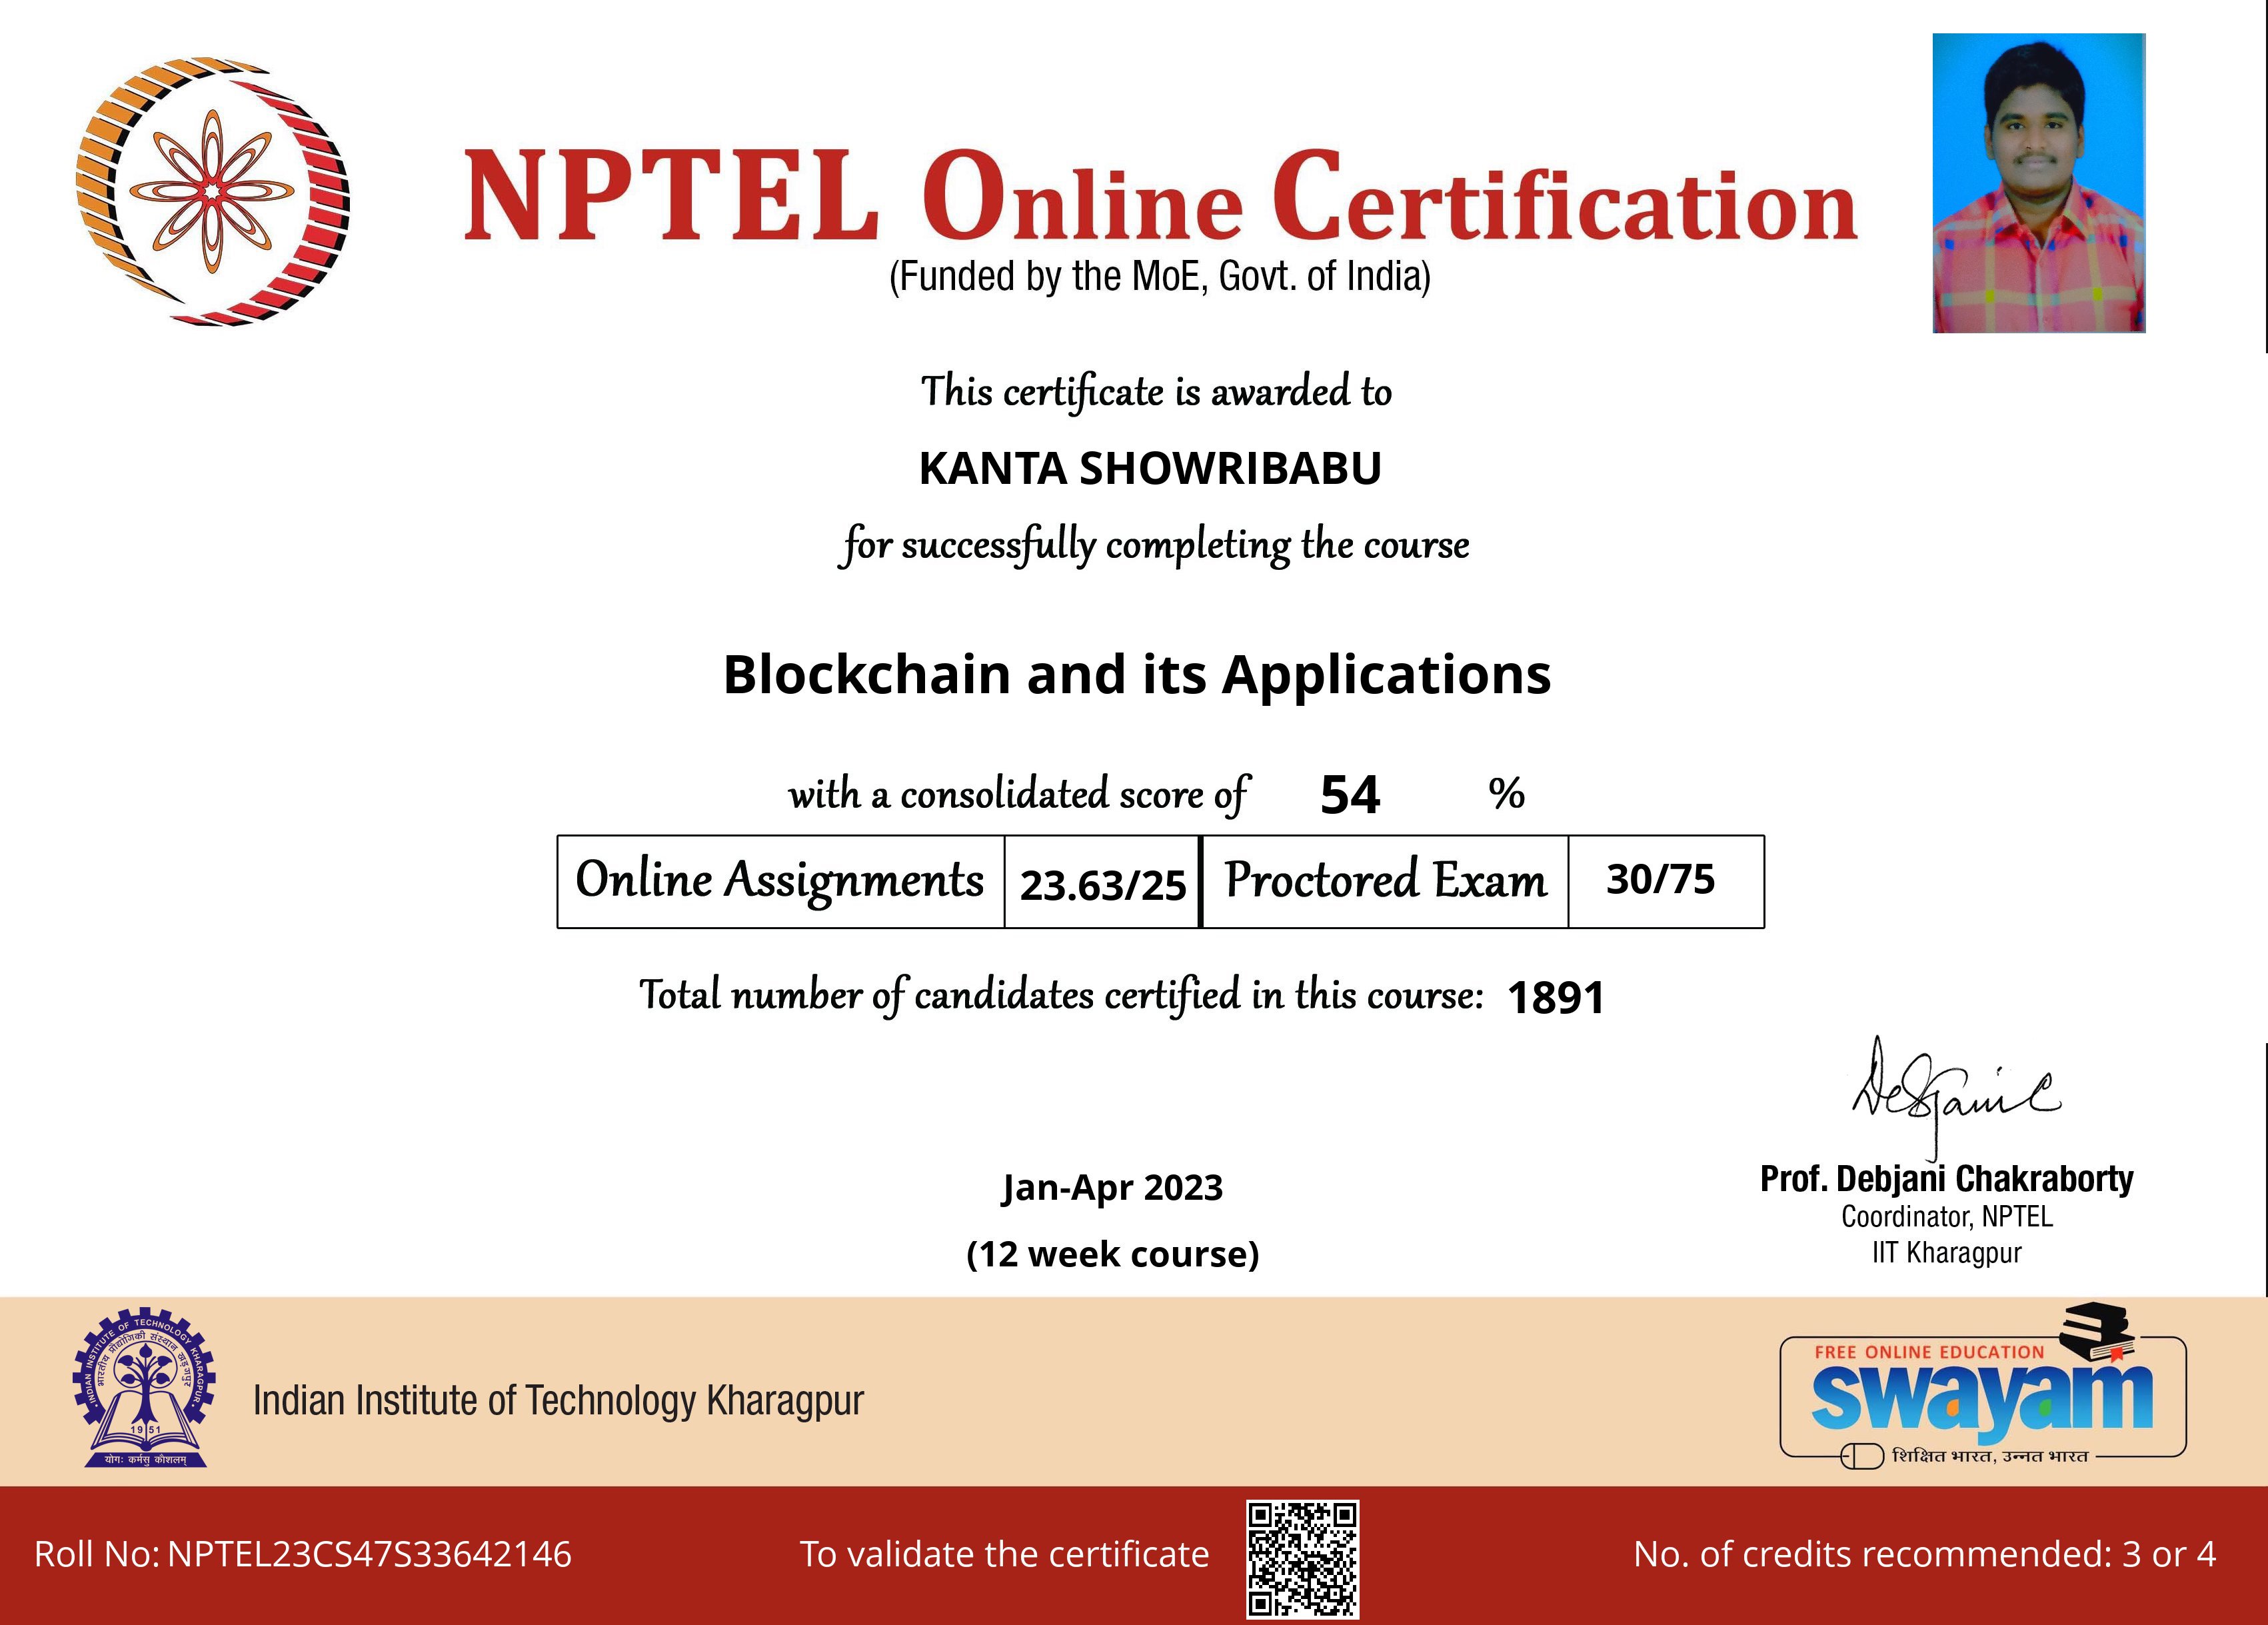 NPTEL Online Certification
(Funded by the MoE, Govt. of India)
This certificate is awarded to
KANTA SHOWRIBABU
for successfully completing the course
Blockchain and its Applications
with a consolidated score of 54 %
Online Assignments 23.63/25 Proctored Exam 30/75
Total number of candidates certified in this course: 1891
Debjani C
Jan-Apr 2023
(12 week course)
Prof. Debjani Chakraborty
Coordinator, NPTEL
IIT Kharagpur
INDIAN INSTITUTE OF TECHNOLOGY KHARAGPUR
भारतीय प्रौद्योगिकी संस्थान खड़गपुर
1951
योगः कर्मसु कौशलम्
Indian Institute of Technology Kharagpur
FREE ONLINE EDUCATION
swayam
शिक्षित भारत, उन्नत भारत
Roll No: NPTEL23CS47S33642146
To validate the certificate
No. of credits recommended: 3 or 4